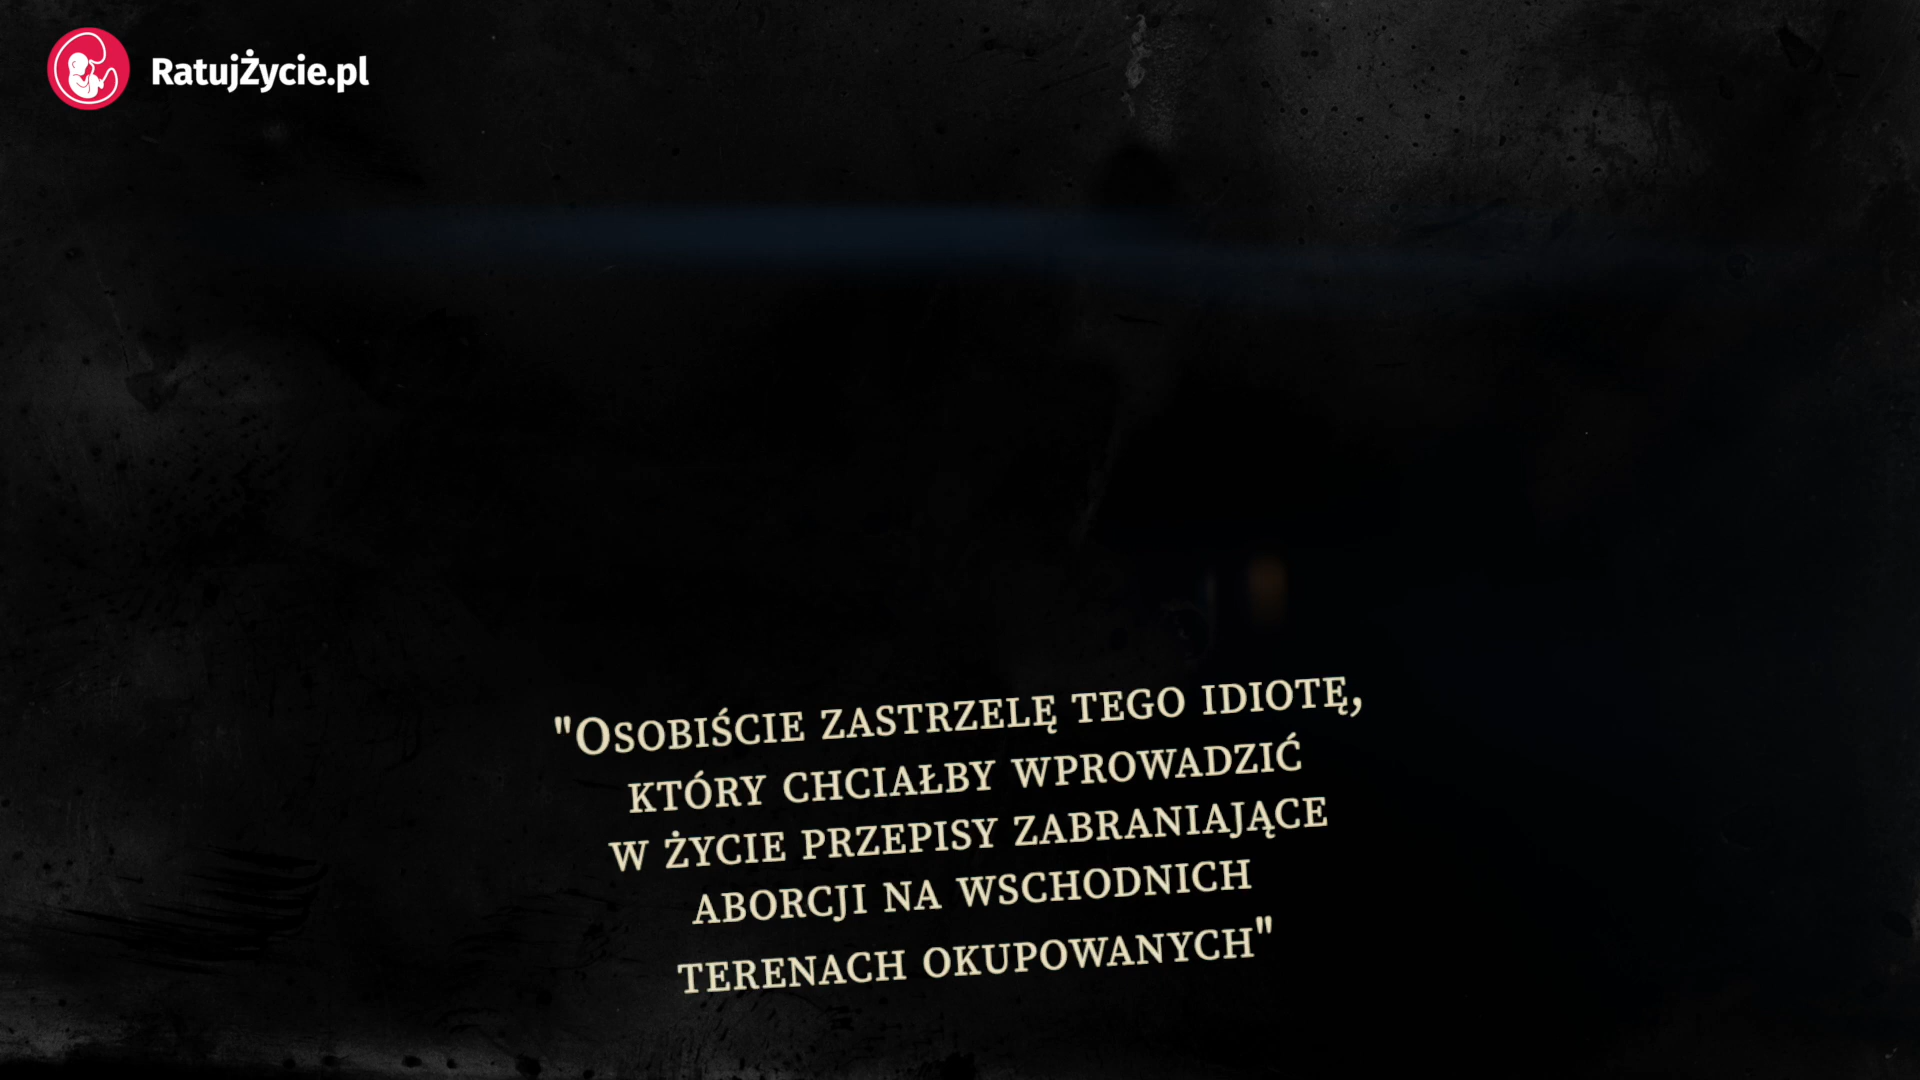 RatujŻycie.pl
"Osobiście zastrzelę tego idiotę,
który chciałby wprowadzić
w życie przepisy zabraniające
aborcji na wschodnich
terenach okupowanych"